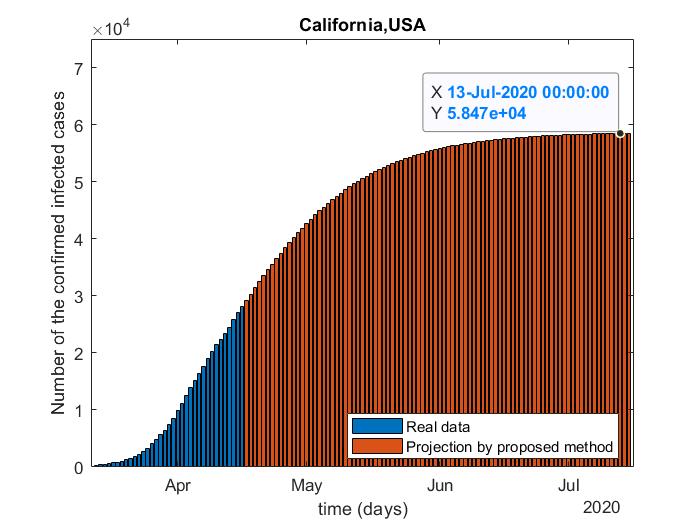 California,USA
×10⁴
7
6
5
4
3
2
1
0
Number of the confirmed infected cases
X 13-Jul-2020 00:00:00
Y 5.847e+04
Real data
Projection by proposed method
Apr May Jun Jul
2020
time (days)